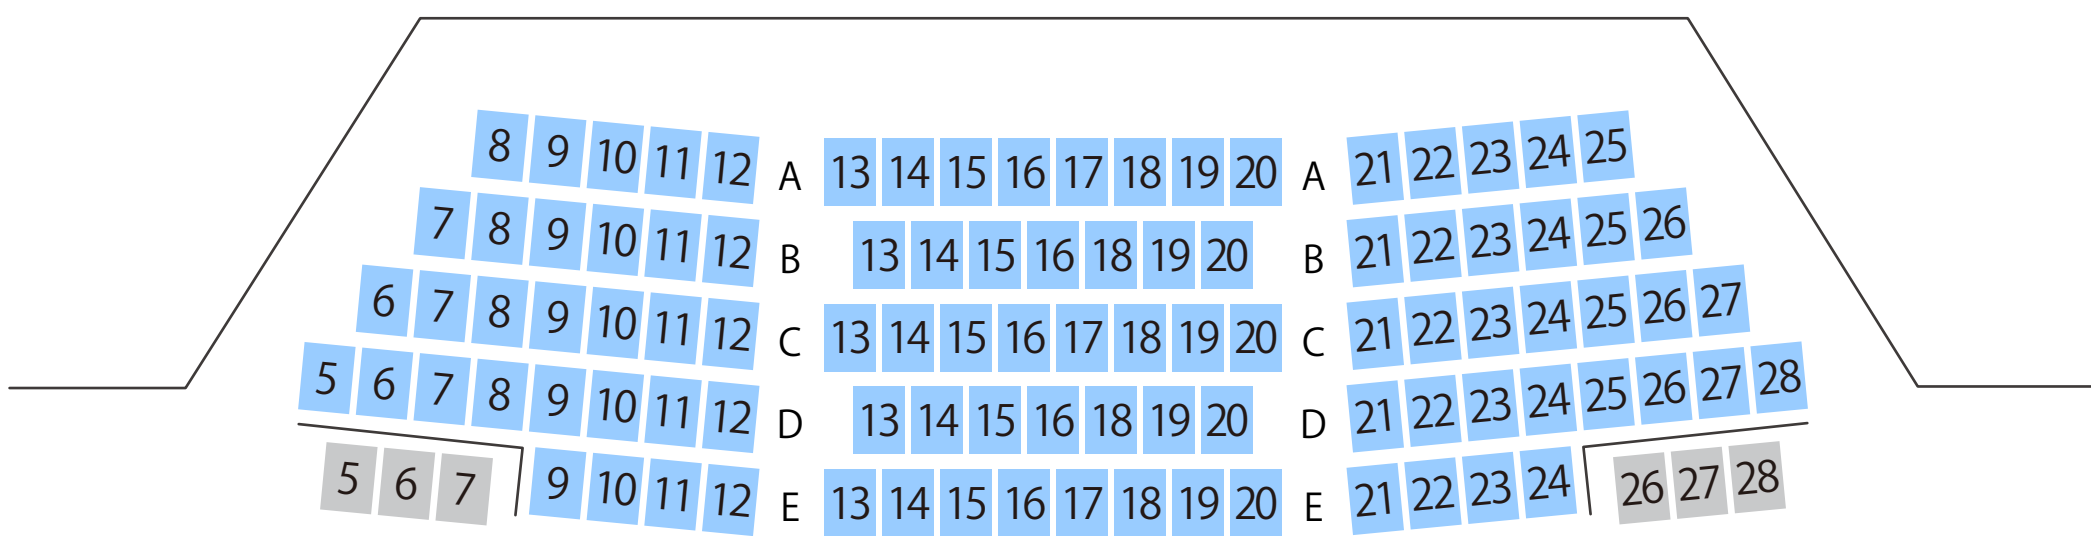 8 9 10 11 12 A 13 14 15 16 17 18 19 20 A 21 22 23 24 25
7 8 9 10 11 12 B 13 14 15 16 18 19 20 B 21 22 23 24 25 26
6 7 8 9 10 11 12 C 13 14 15 16 17 18 19 20 C 21 22 23 24 25 26 27
5 6 7 8 9 10 11 12 D 13 14 15 16 18 19 20 D 21 22 23 24 25 26 27 28
5 6 7 9 10 11 12 E 13 14 15 16 17 18 19 20 E 21 22 23 24 26 27 28